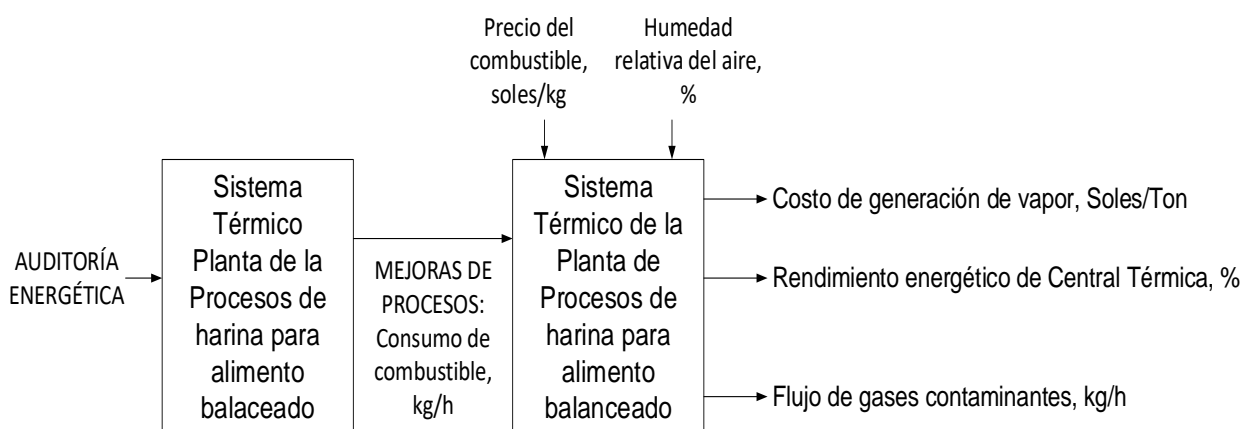 Precio del
combustible,
soles/kg
Humedad
relativa del aire,
%
AUDITORÍA
ENERGÉTICA
Sistema
Térmico
Planta de la
Procesos de
harina para
alimento
balaceado
MEJORAS DE
PROCESOS:
Consumo de
combustible,
kg/h
Sistema
Térmico de la
Planta de
Procesos de
harina para
alimento
balanceado
Costo de generación de vapor, Soles/Ton
Rendimiento energético de Central Térmica, %
Flujo de gases contaminantes, kg/h